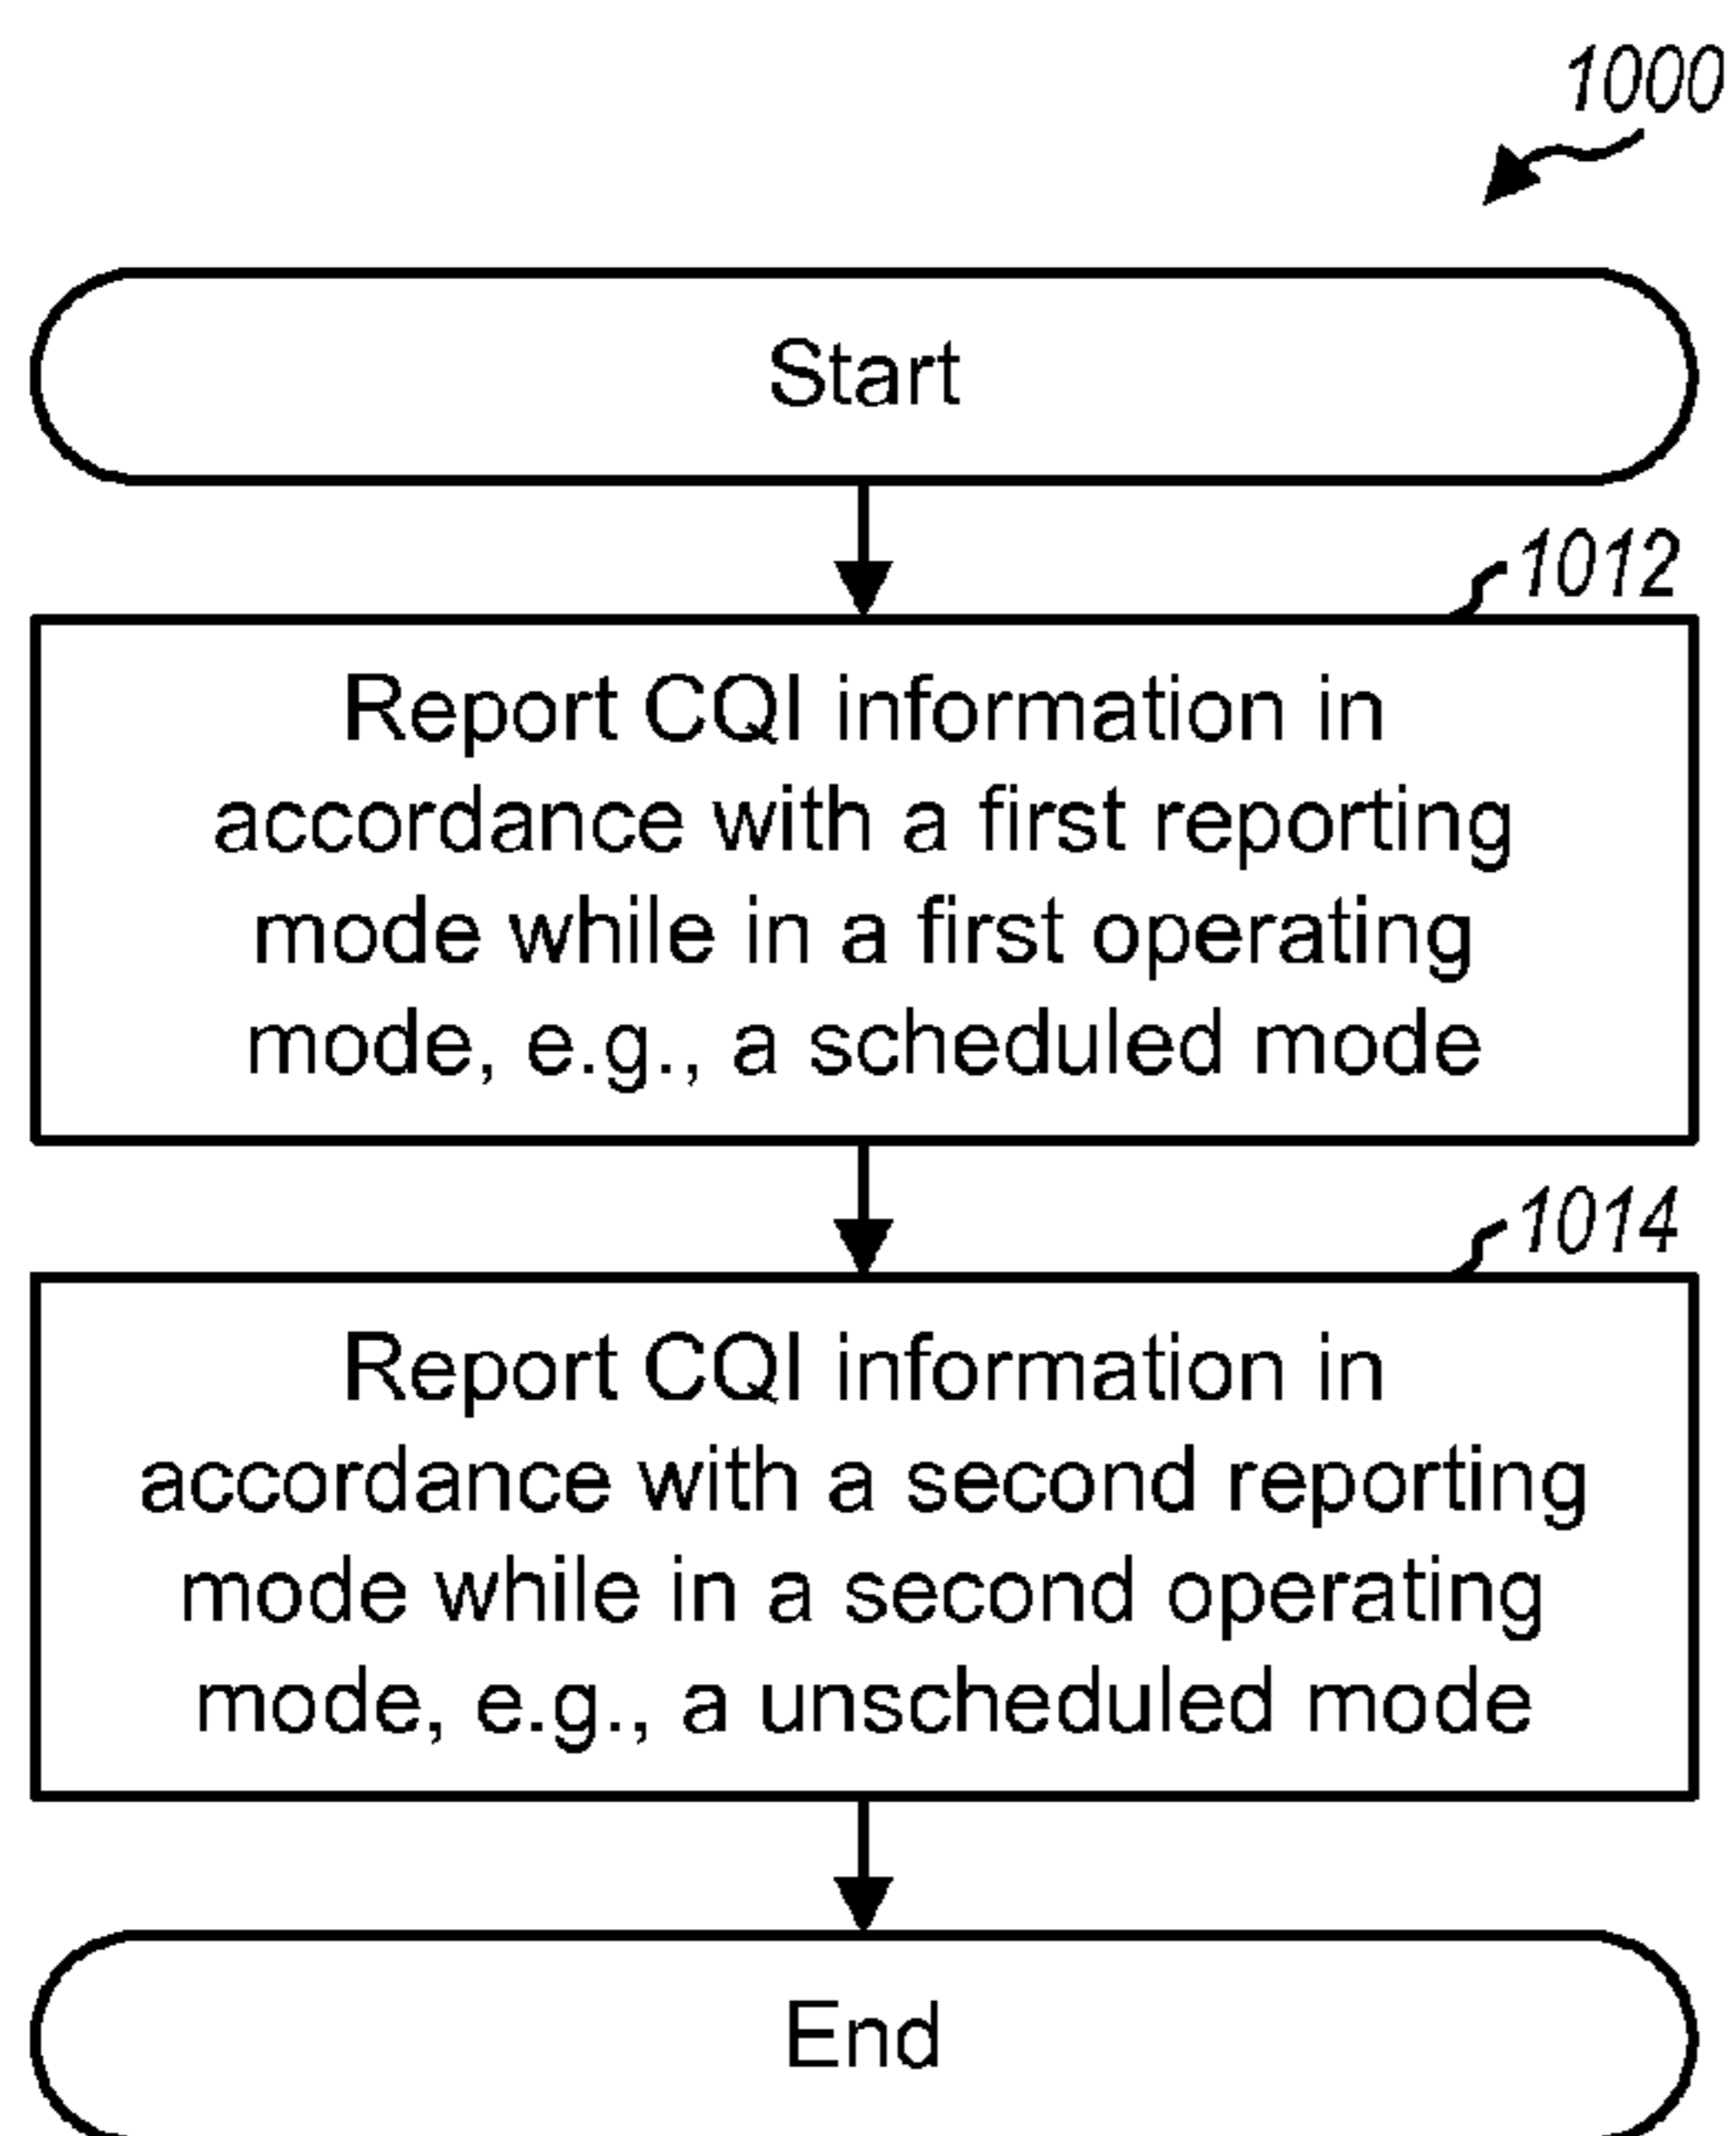 1000
Start
1012
Report CQI information in
accordance with a first reporting
mode while in a first operating
mode, e.g., a scheduled mode
1014
Report CQI information in
accordance with a second reporting
mode while in a second operating
mode, e.g., a unscheduled mode
End